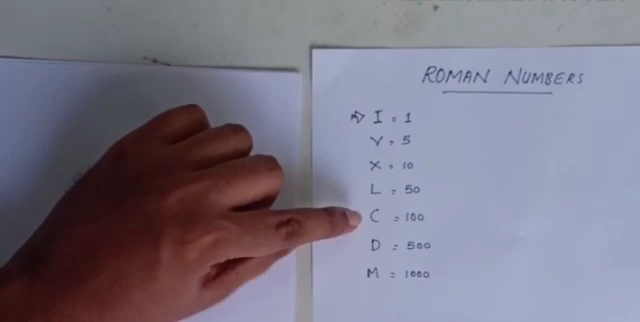 ROMAN NUMBERS
⇒ I = 1
V = 5
X = 10
L = 50
C = 100
D = 500
M = 1000